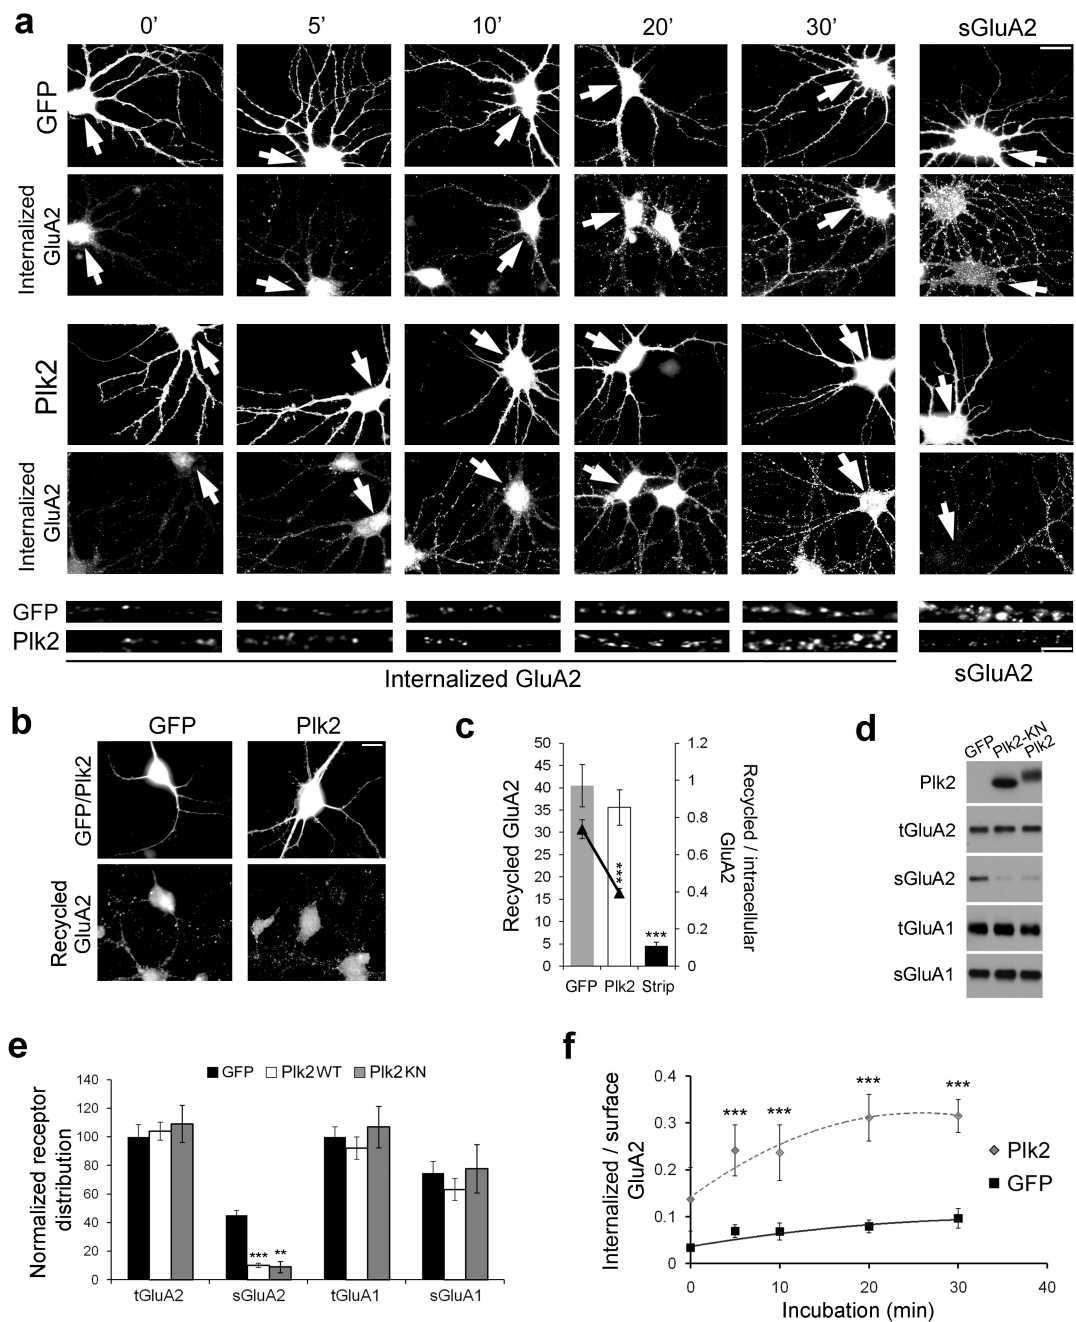 a
0’ 5’ 10’ 20’ 30’ sGluA2
GFP
Internalized
GluA2
Plk2
Internalized
GluA2
GFP
Plk2
Internalized GluA2
sGluA2
b
GFP Plk2
GFP/Plk2
Recycled
GluA2
c
50
45
40
35
30
25
20
15
10
5
0
Recycled GluA2
1.2
1
0.8
0.6
0.4
0.2
0
Recycled / intracellular
GluA2
***
***
GFP Plk2 Strip
d
GFP Plk2-KN Plk2
Plk2
tGluA2
sGluA2
tGluA1
sGluA1
e
GFP Plk2 WT Plk2 KN
Normalized receptor
distribution
140
120
100
80
60
40
20
0
*** **
tGluA2 sGluA2 tGluA1 sGluA1
f
Internalized / surface
GluA2
0.4
0.3
0.2
0.1
0
*** *** *** ***
Plk2
GFP
0 10 20 30 40
Incubation (min)